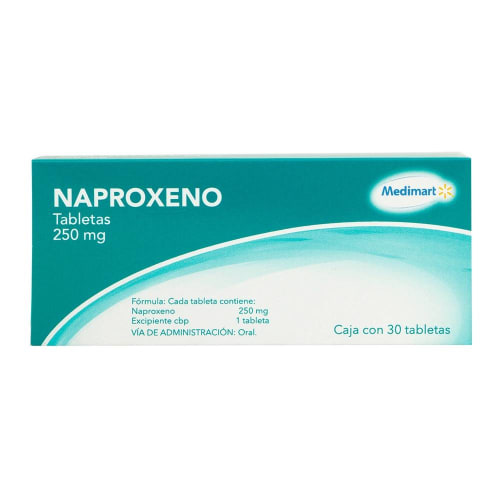 NAPROXENO
Tabletas
250 mg
Medimart
Fórmula: Cada tableta contiene:
Naproxeno 250 mg
Excipiente cbp 1 tableta
VÍA DE ADMINISTRACIÓN: Oral.
Caja con 30 tabletas